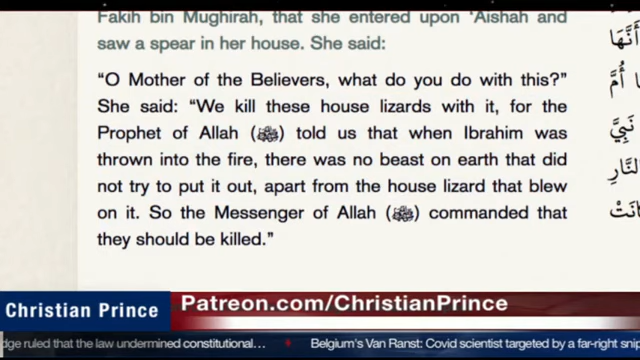 Fakih bin Mughirah, that she entered upon 'Aishah and
saw a spear in her house. She said:
"O Mother of the Believers, what do you do with this?"
She said: "We kill these house lizards with it, for the
Prophet of Allah (ﷺ) told us that when Ibrahim was
thrown into the fire, there was no beast on earth that did
not try to put it out, apart from the house lizard that blew
on it. So the Messenger of Allah (ﷺ) commanded that
they should be killed."
أَنَّهَا
أُمَّ
نَبِيَّ
النَّارِ
كَانَتْ
Christian Prince
Patreon.com/ChristianPrince
dge ruled that the law undermined constitutional... Belgium's Van Ranst: Covid scientist targeted by a far-right snip